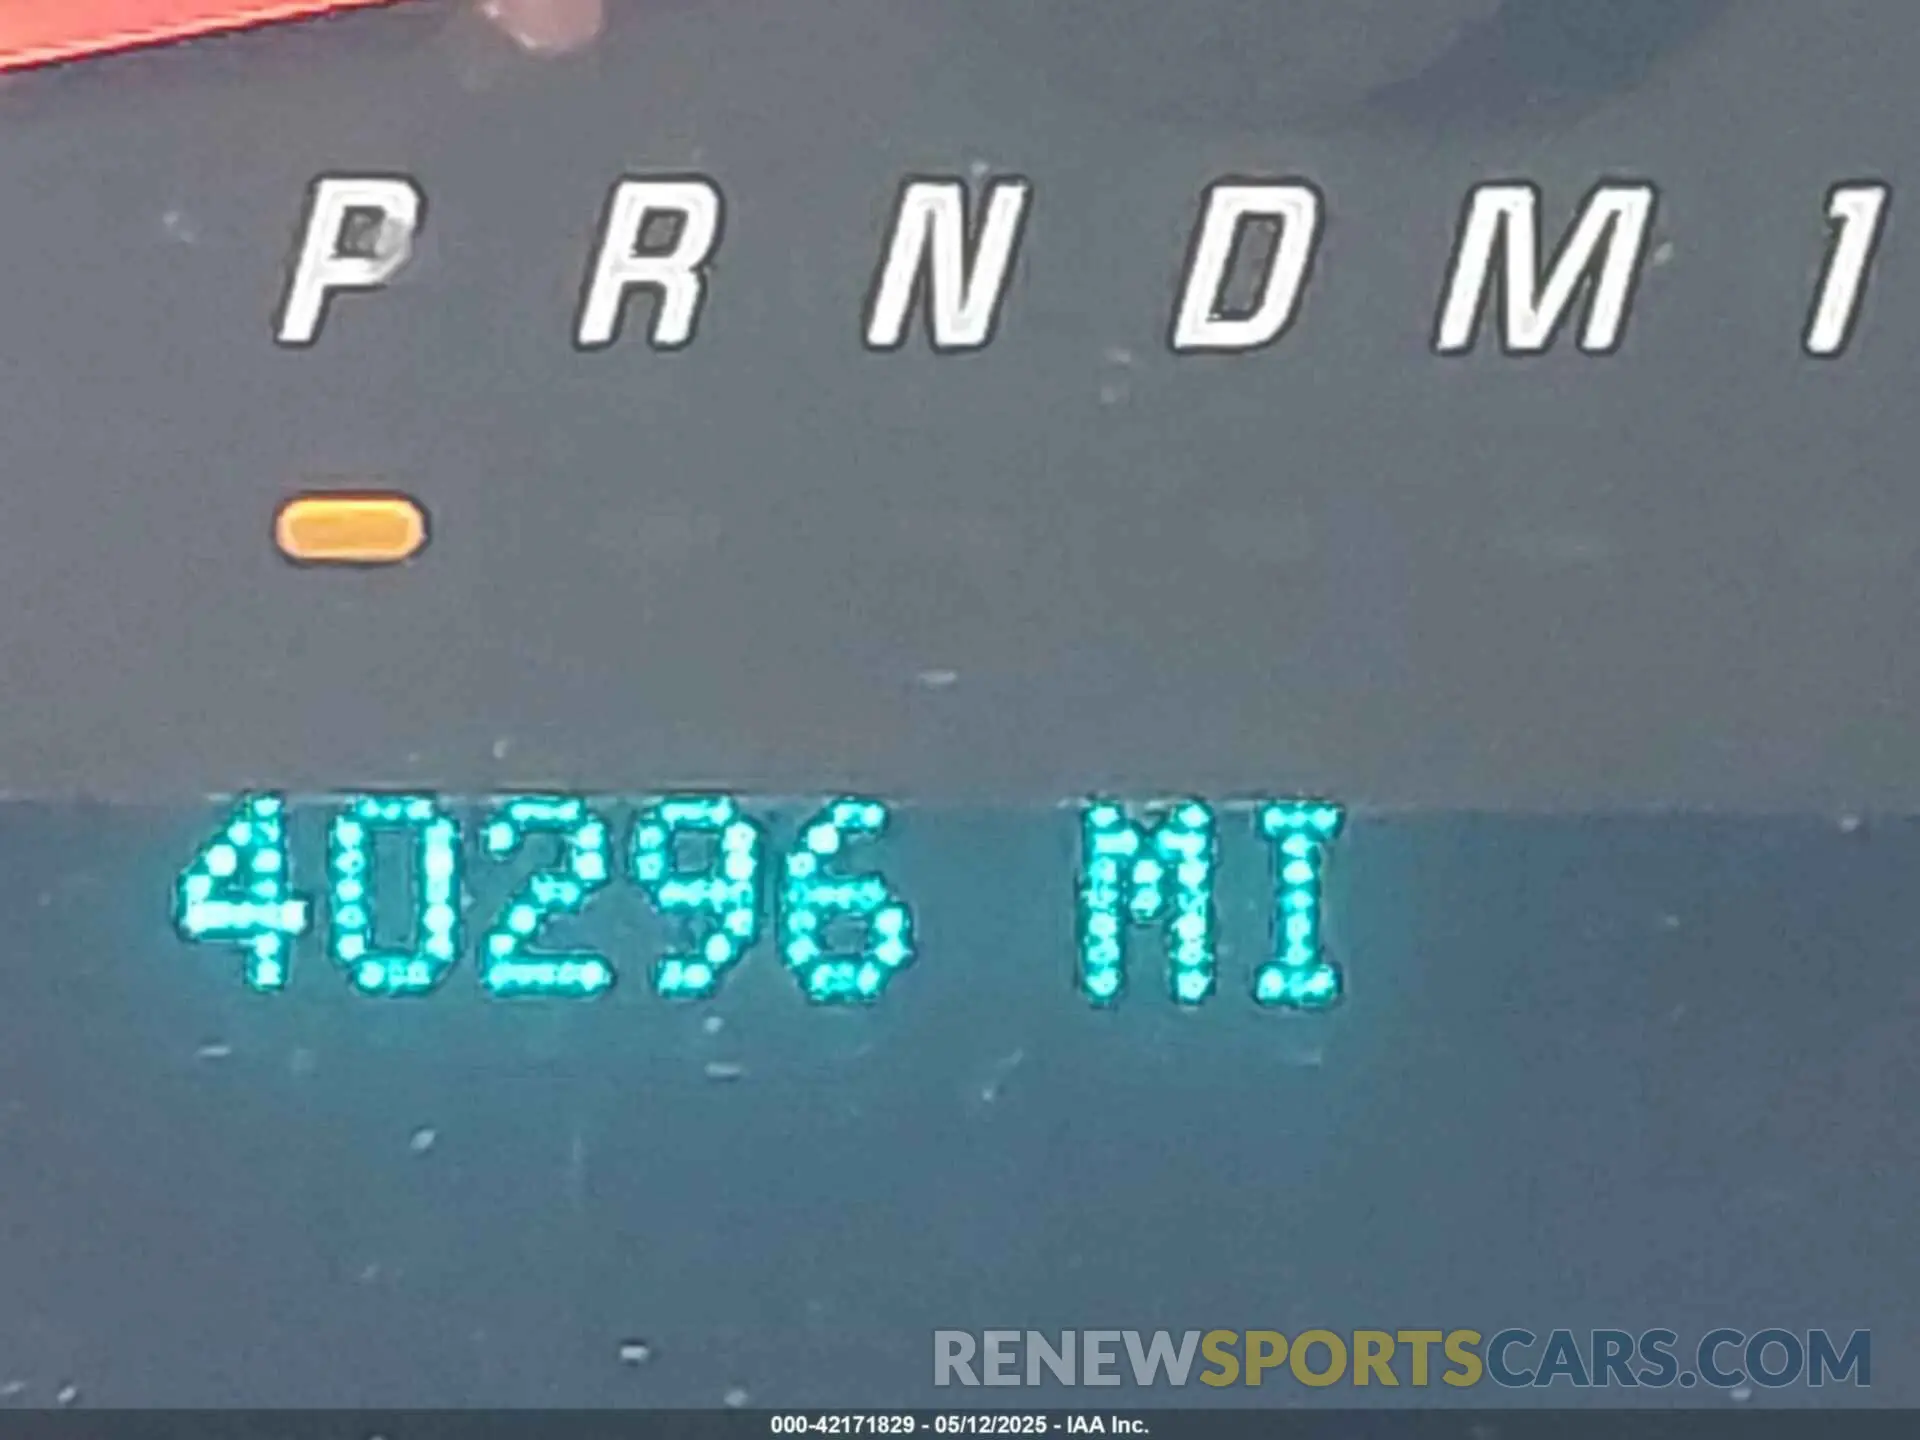 P R N D M 1
40296 MI
RENEWSPORTSCARS.COM
000-42171829 - 05/12/2025 - IAA Inc.